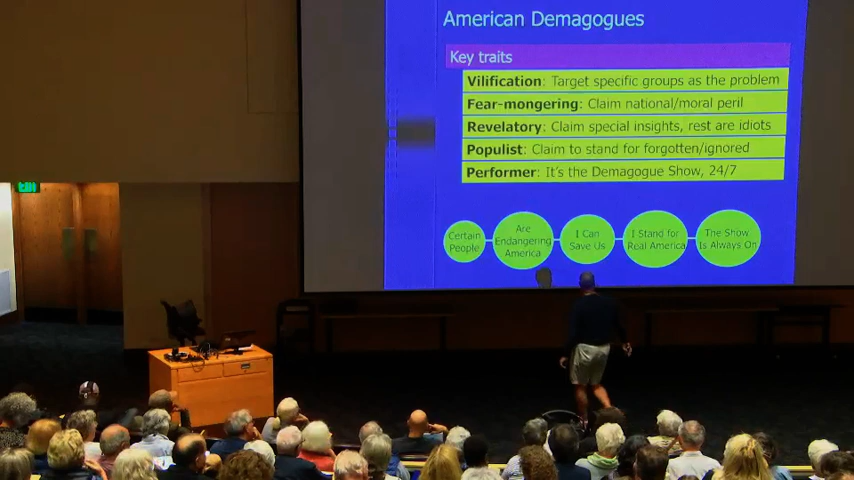 American Demagogues
Key traits
Vilification: Target specific groups as the problem
Fear-mongering: Claim national/moral peril
Revelatory: Claim special insights, rest are idiots
Populist: Claim to stand for forgotten/ignored
Performer: It's the Demagogue Show, 24/7
Certain
People
Are
Endangering
America
I Can
Save Us
I Stand for
Real America
The Show
Is Always On